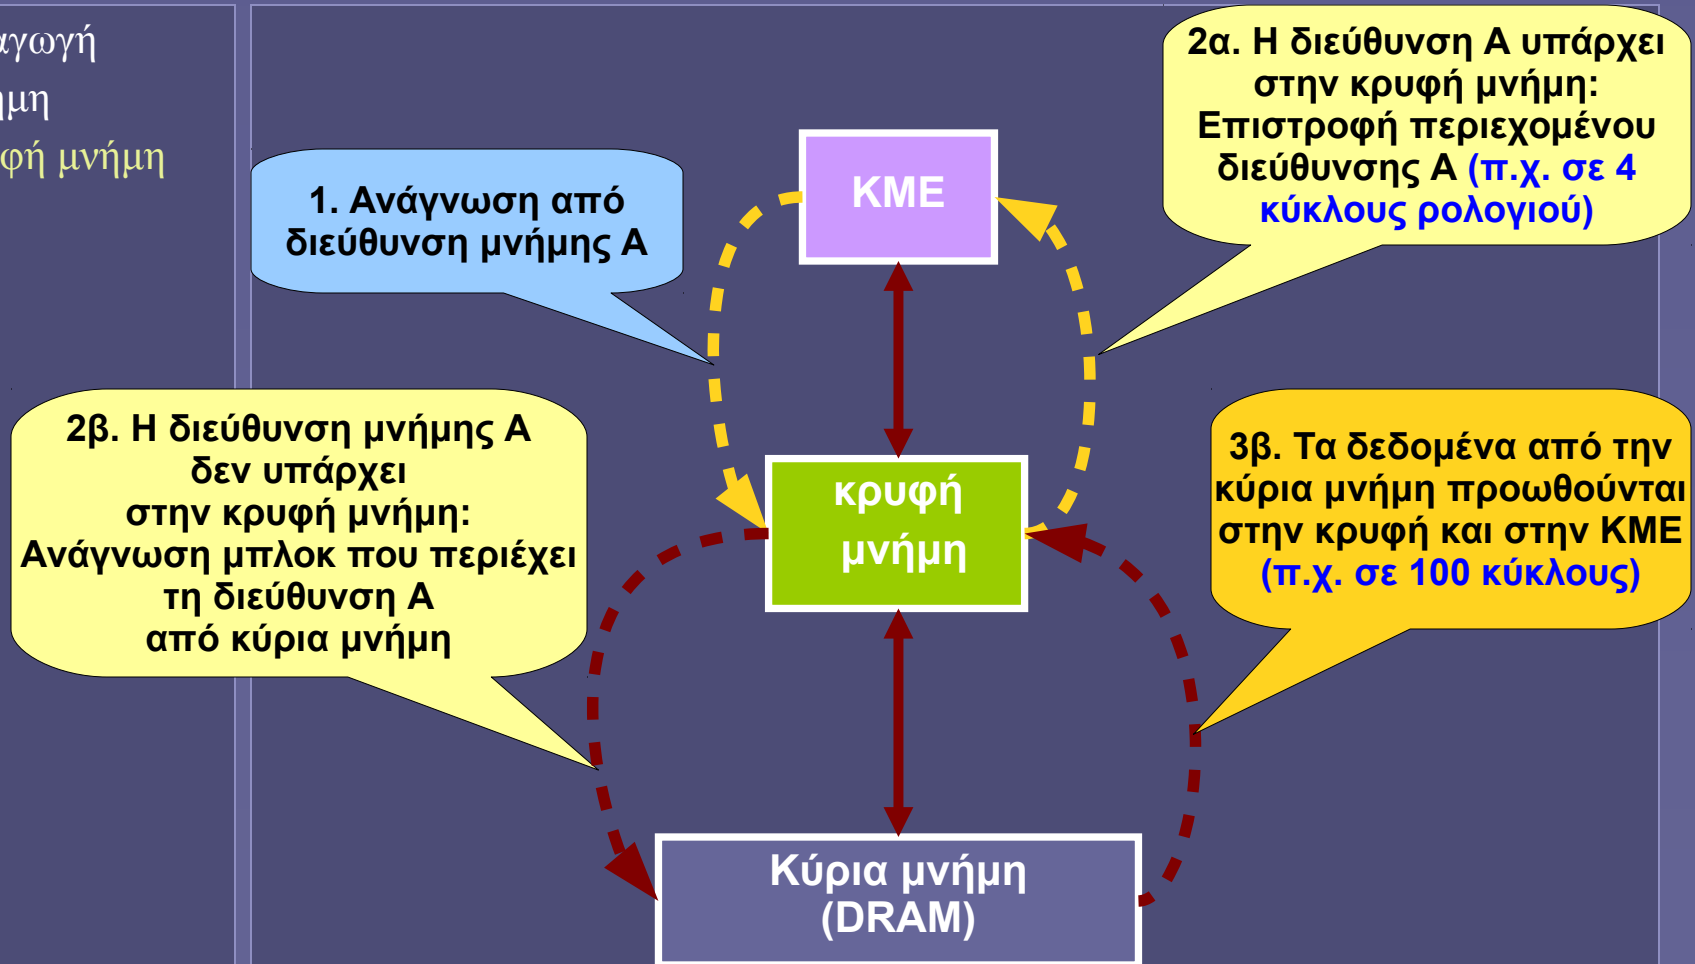 αγωγή
ημη
φή μνήμη
1. Ανάγνωση από
διεύθυνση μνήμης Α
ΚΜΕ
2α. Η διεύθυνση Α υπάρχει
στην κρυφή μνήμη:
Επιστροφή περιεχομένου
διεύθυνσης Α (π.χ. σε 4
κύκλους ρολογιού)
2β. Η διεύθυνση μνήμης Α
δεν υπάρχει
στην κρυφή μνήμη:
Ανάγνωση μπλοκ που περιέχει
τη διεύθυνση Α
από κύρια μνήμη
κρυφή
μνήμη
3β. Τα δεδομένα από την
κύρια μνήμη προωθούνται
στην κρυφή και στην ΚΜΕ
(π.χ. σε 100 κύκλους)
Κύρια μνήμη
(DRAM)